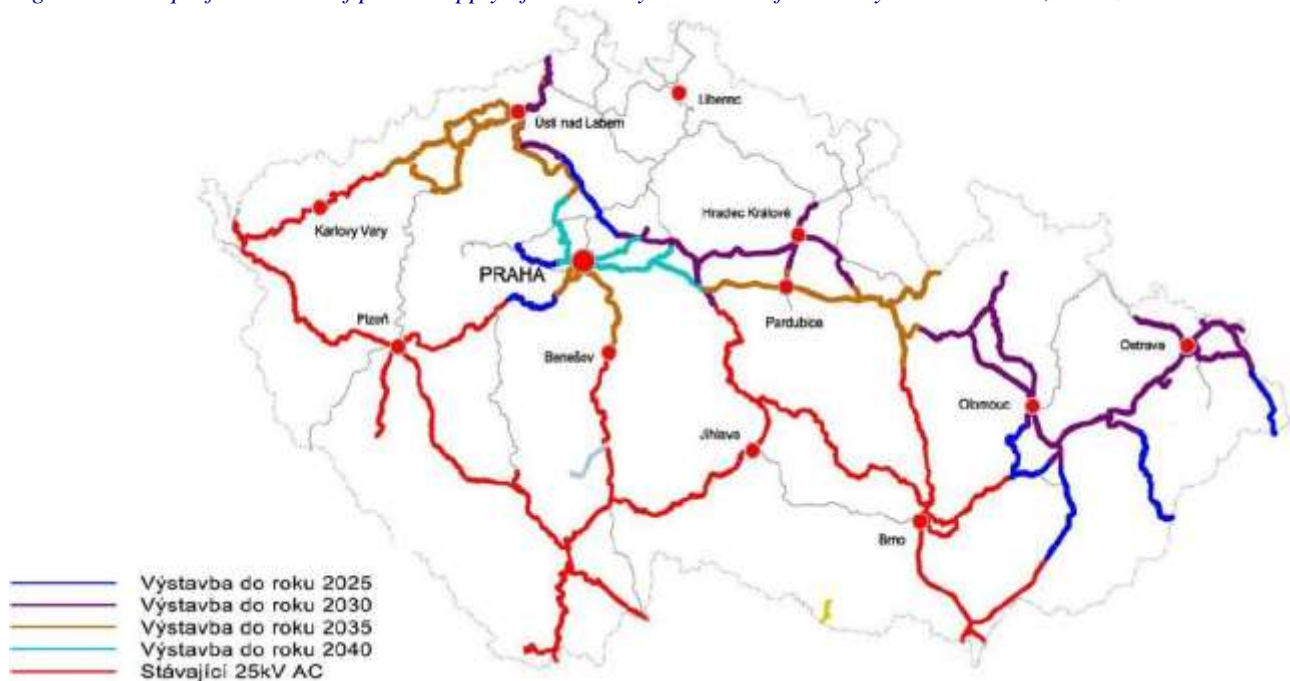 Liberec
Ústí nad Labem
Hradec Králové
Karlovy Vary
PRAHA
Plzeň
Pardubice
Ostrava
Benešov
Olomouc
Jihlava
Brno
Výstavba do roku 2025
Výstavba do roku 2030
Výstavba do roku 2035
Výstavba do roku 2040
Stávající 25kV AC